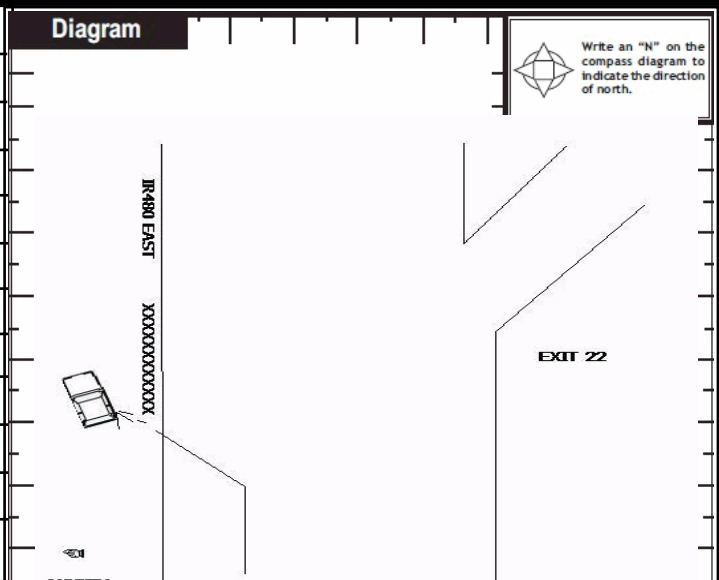 Diagram
Write an “N” on the
compass diagram to
indicate the direction
of north.
IR480 EAST
XXXXXXXXXXXX
EXIT 22